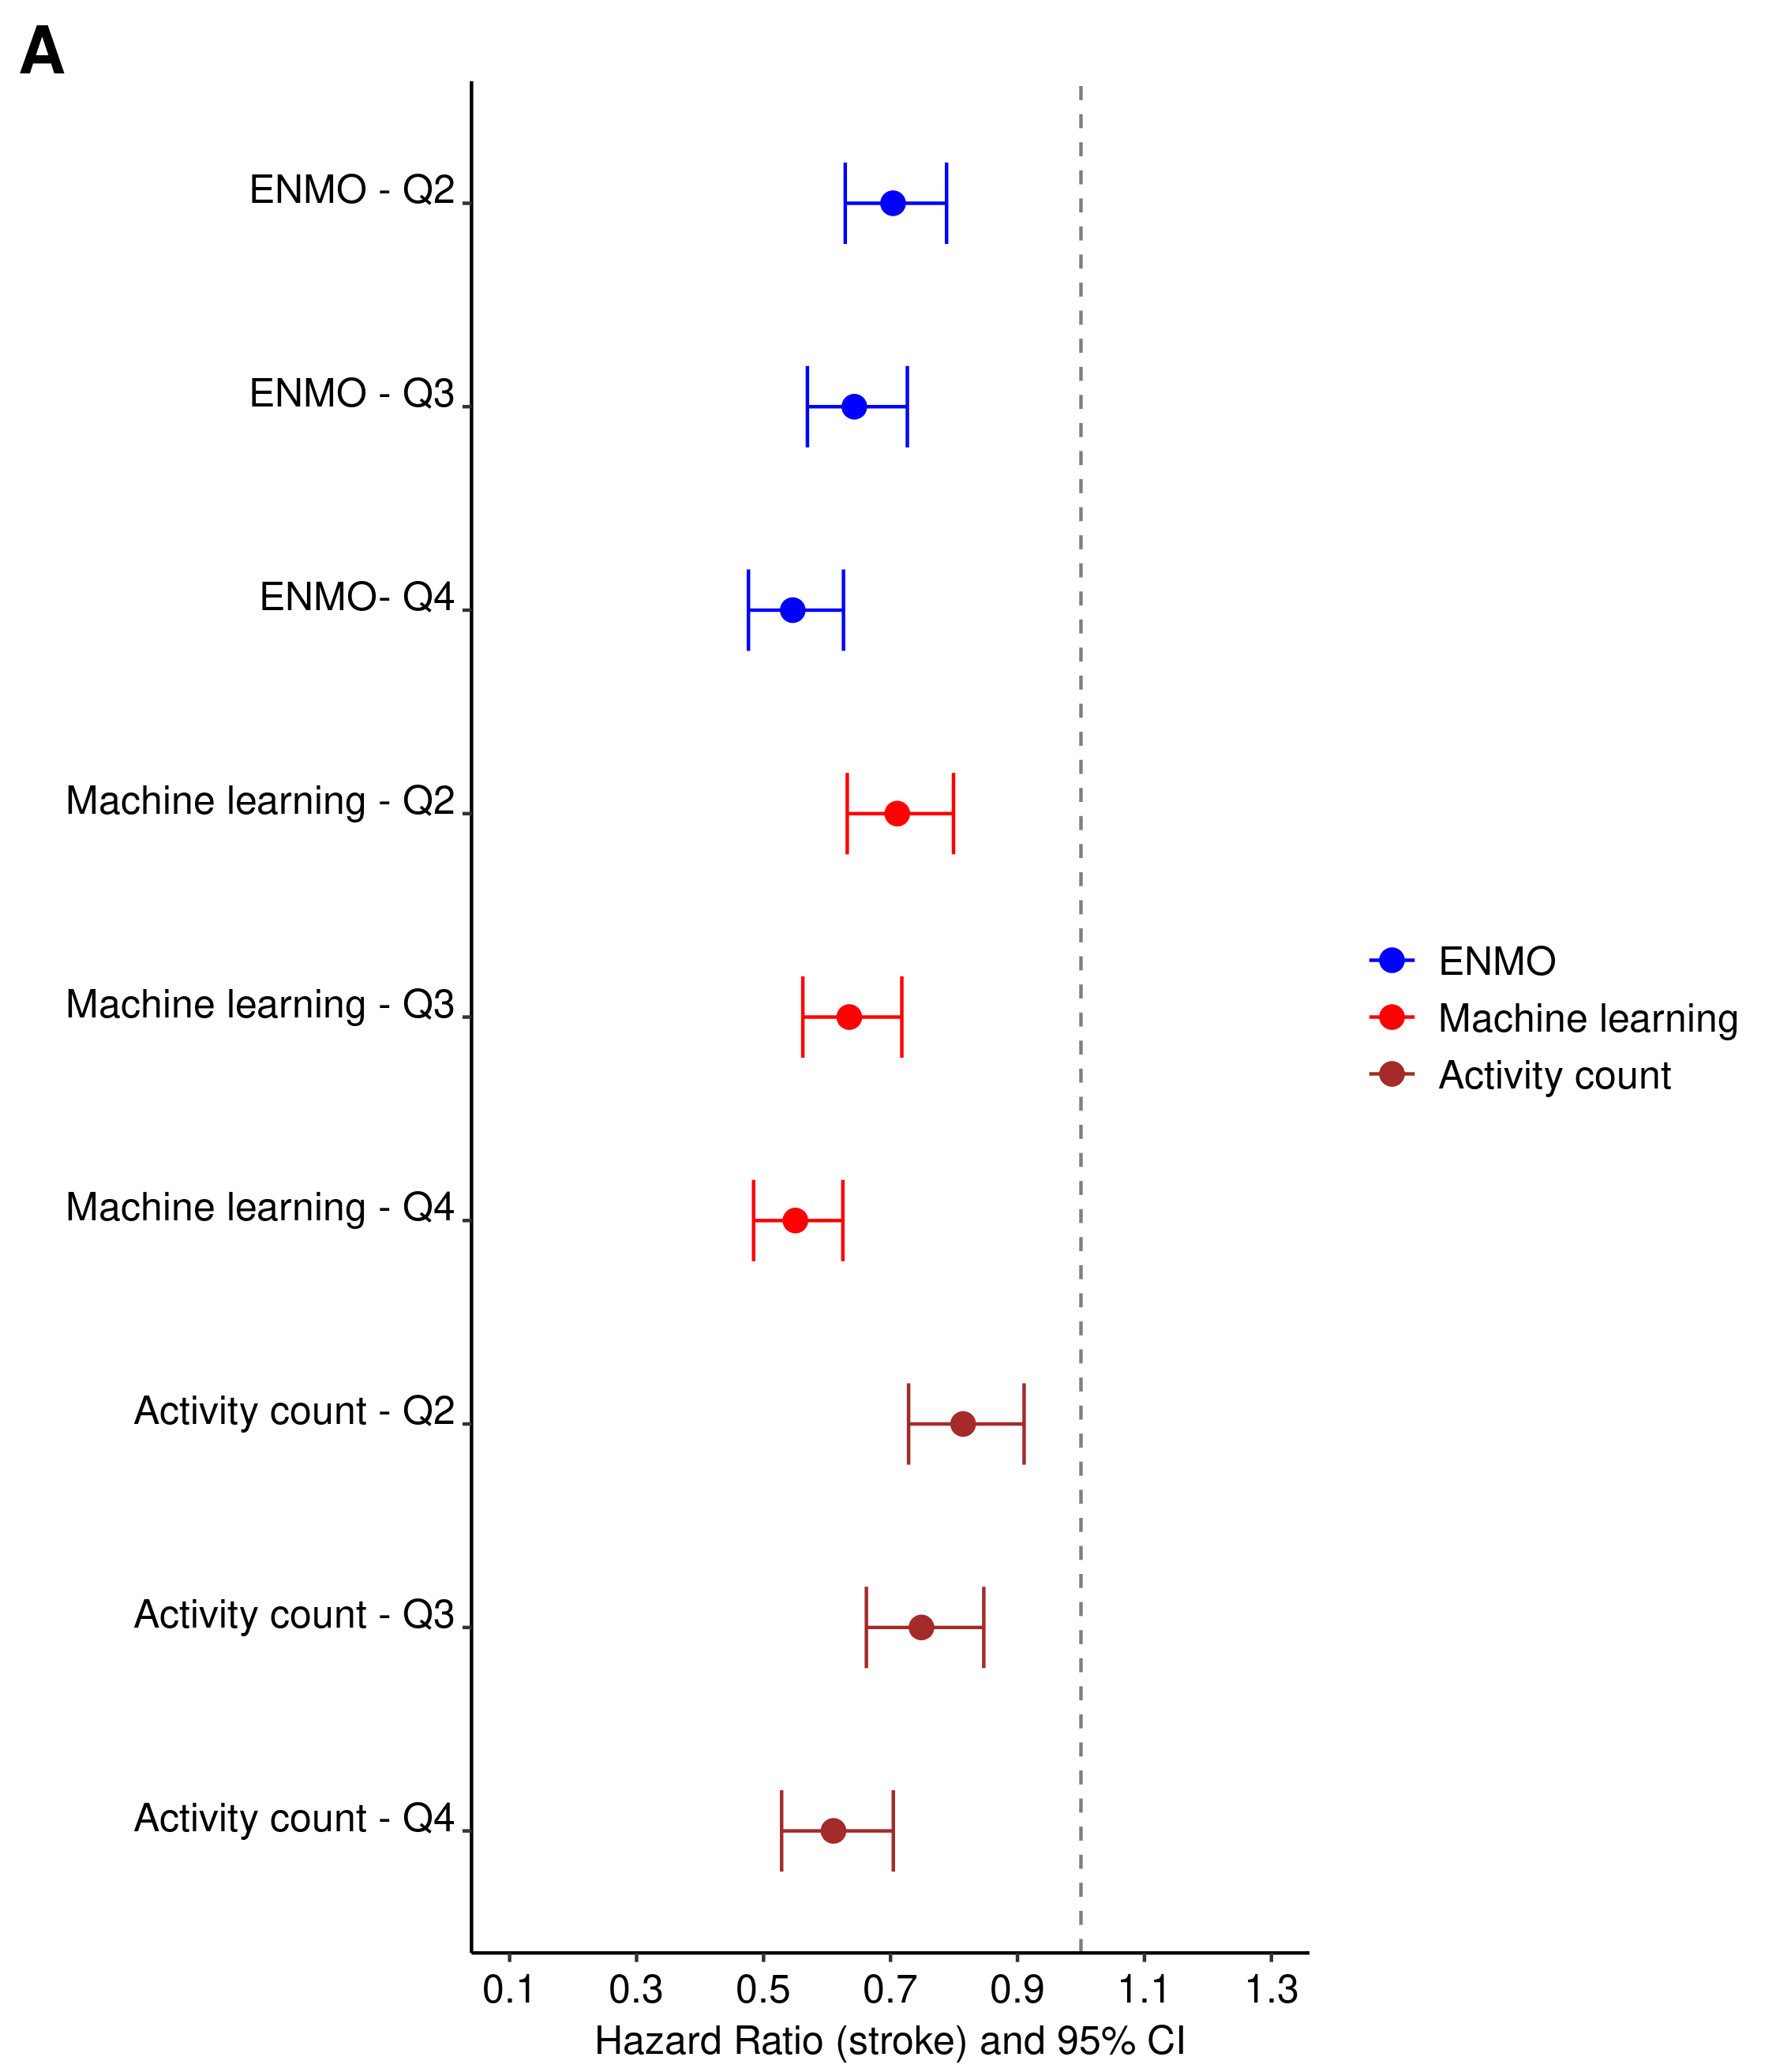 A
ENMO - Q2
ENMO - Q3
ENMO- Q4
Machine learning - Q2
Machine learning - Q3
Machine learning - Q4
Activity count - Q2
Activity count - Q3
Activity count - Q4
ENMO
Machine learning
Activity count
0.1 0.3 0.5 0.7 0.9 1.1 1.3
Hazard Ratio (stroke) and 95% CI